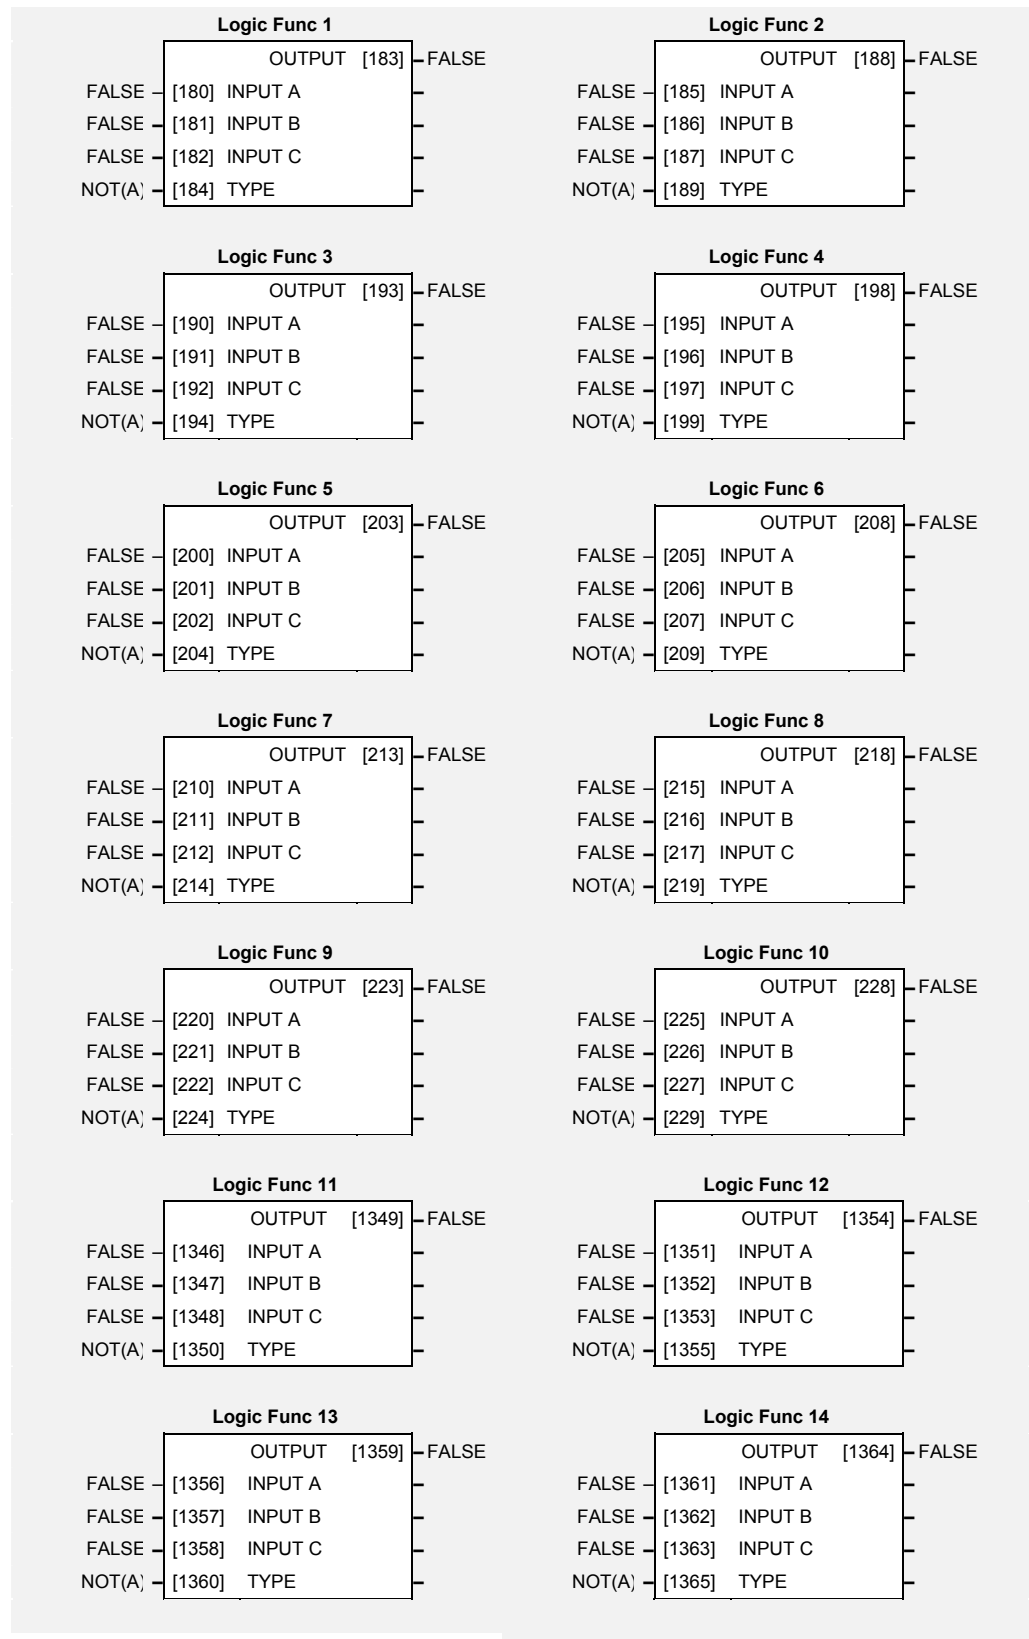 Logic Func 1
OUTPUT [183] FALSE
FALSE [180] INPUT A
FALSE [181] INPUT B
FALSE [182] INPUT C
NOT(A) [184] TYPE
Logic Func 2
OUTPUT [188] FALSE
FALSE [185] INPUT A
FALSE [186] INPUT B
FALSE [187] INPUT C
NOT(A) [189] TYPE
Logic Func 3
OUTPUT [193] FALSE
FALSE [190] INPUT A
FALSE [191] INPUT B
FALSE [192] INPUT C
NOT(A) [194] TYPE
Logic Func 4
OUTPUT [198] FALSE
FALSE [195] INPUT A
FALSE [196] INPUT B
FALSE [197] INPUT C
NOT(A) [199] TYPE
Logic Func 5
OUTPUT [203] FALSE
FALSE [200] INPUT A
FALSE [201] INPUT B
FALSE [202] INPUT C
NOT(A) [204] TYPE
Logic Func 6
OUTPUT [208] FALSE
FALSE [205] INPUT A
FALSE [206] INPUT B
FALSE [207] INPUT C
NOT(A) [209] TYPE
Logic Func 7
OUTPUT [213] FALSE
FALSE [210] INPUT A
FALSE [211] INPUT B
FALSE [212] INPUT C
NOT(A) [214] TYPE
Logic Func 8
OUTPUT [218] FALSE
FALSE [215] INPUT A
FALSE [216] INPUT B
FALSE [217] INPUT C
NOT(A) [219] TYPE
Logic Func 9
OUTPUT [223] FALSE
FALSE [220] INPUT A
FALSE [221] INPUT B
FALSE [222] INPUT C
NOT(A) [224] TYPE
Logic Func 10
OUTPUT [228] FALSE
FALSE [225] INPUT A
FALSE [226] INPUT B
FALSE [227] INPUT C
NOT(A) [229] TYPE
Logic Func 11
OUTPUT [1349] FALSE
FALSE [1346] INPUT A
FALSE [1347] INPUT B
FALSE [1348] INPUT C
NOT(A) [1350] TYPE
Logic Func 12
OUTPUT [1354] FALSE
FALSE [1351] INPUT A
FALSE [1352] INPUT B
FALSE [1353] INPUT C
NOT(A) [1355] TYPE
Logic Func 13
OUTPUT [1359] FALSE
FALSE [1356] INPUT A
FALSE [1357] INPUT B
FALSE [1358] INPUT C
NOT(A) [1360] TYPE
Logic Func 14
OUTPUT [1364] FALSE
FALSE [1361] INPUT A
FALSE [1362] INPUT B
FALSE [1363] INPUT C
NOT(A) [1365] TYPE